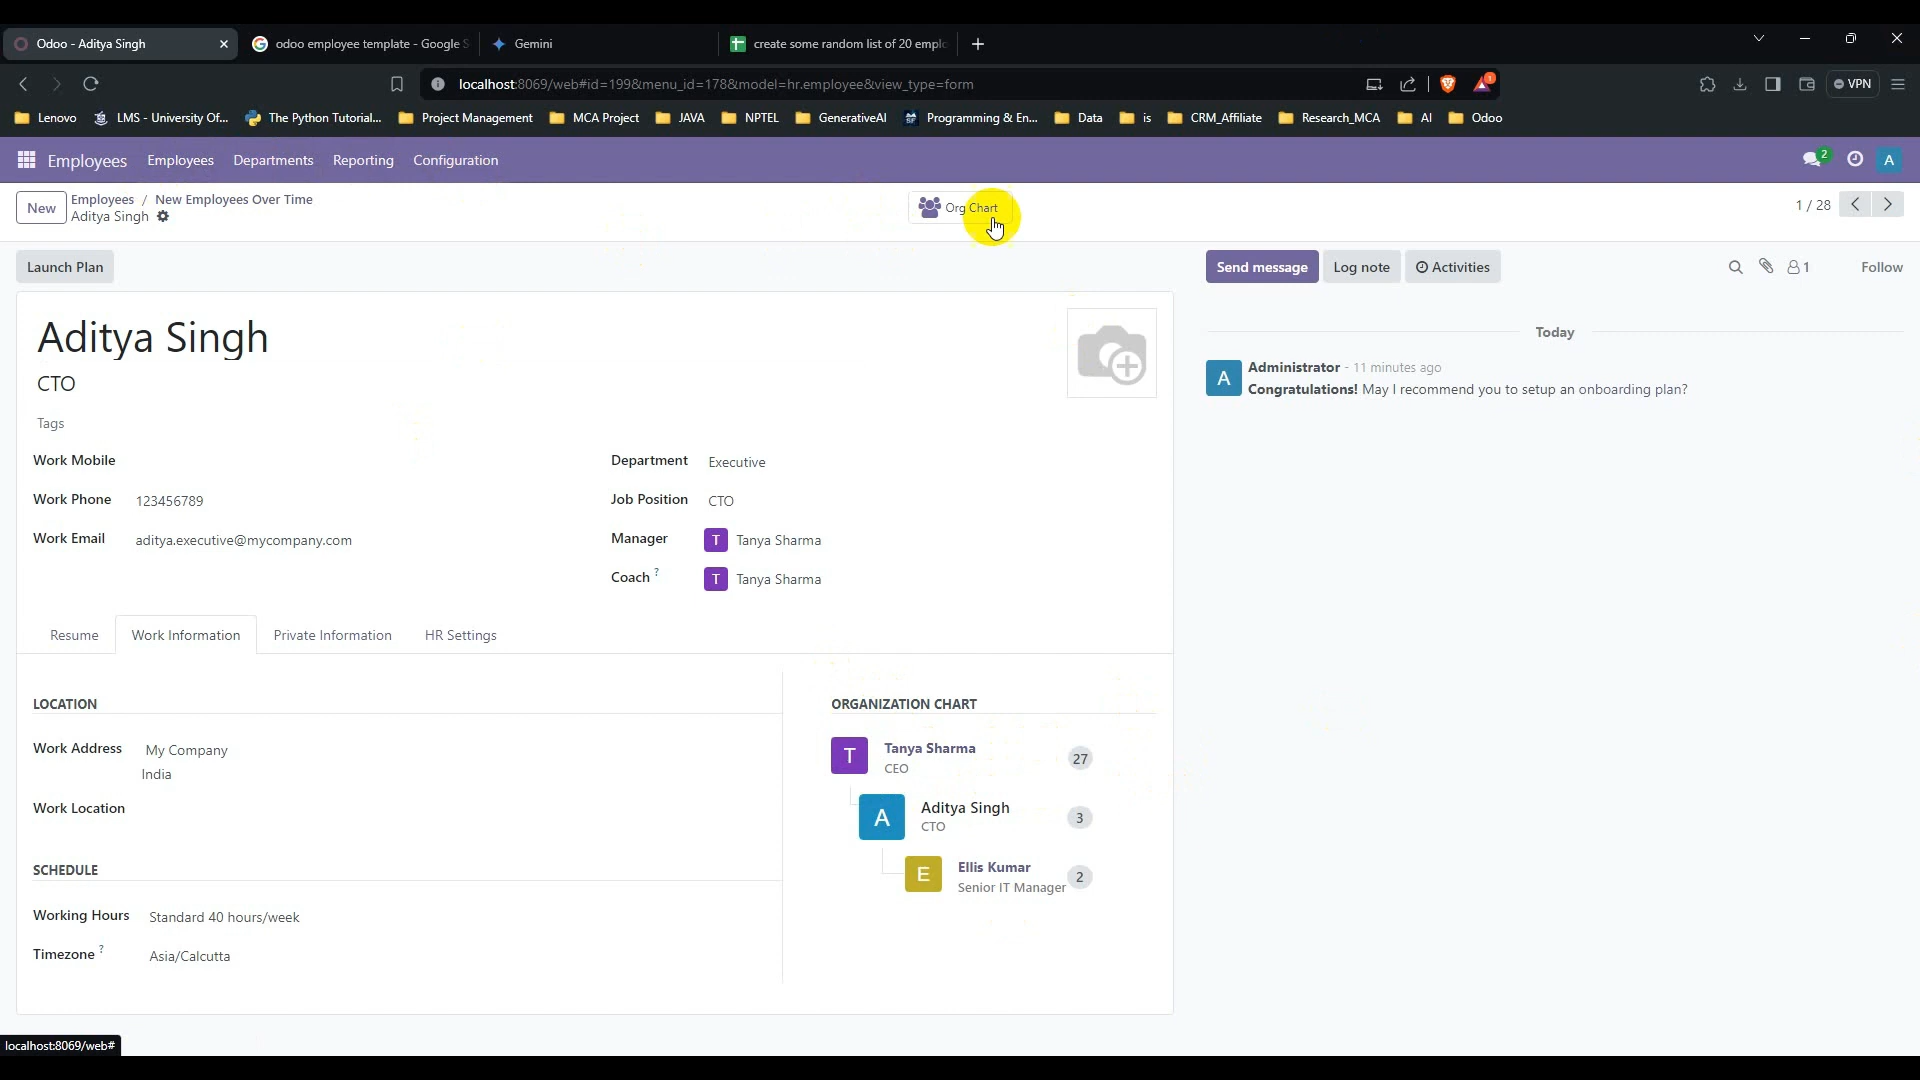 Odoo - Aditya Singh
odoo employee template - Google S
Gemini
create some random list of 20 emplo
localhost:8069/web#id=199&menu_id=178&model=hr.employee&view_type=form
1
VPN
Lenovo
LMS - University Of...
The Python Tutorial...
Project Management
MCA Project
JAVA
NPTEL
GenerativeAI
Programming & En...
Data
is
CRM_Affiliate
Research_MCA
AI
Odoo
Employees
Employees
Departments
Reporting
Configuration
2
A
New
Employees / New Employees Over Time
Aditya Singh
Org Chart
1 / 28
Launch Plan
Send message
Log note
Activities
1
Follow
Aditya Singh
CTO
Tags
Work Mobile
Work Phone 123456789
Work Email aditya.executive@mycompany.com
Department Executive
Job Position CTO
Manager T Tanya Sharma
Coach ? T Tanya Sharma
Today
A
Administrator - 11 minutes ago
Congratulations! May I recommend you to setup an onboarding plan?
Resume
Work Information
Private Information
HR Settings
LOCATION
Work Address My Company
India
Work Location
SCHEDULE
Working Hours Standard 40 hours/week
Timezone ? Asia/Calcutta
ORGANIZATION CHART
T Tanya Sharma 27
CEO
A Aditya Singh 3
CTO
E Ellis Kumar 2
Senior IT Manager
localhost:8069/web#